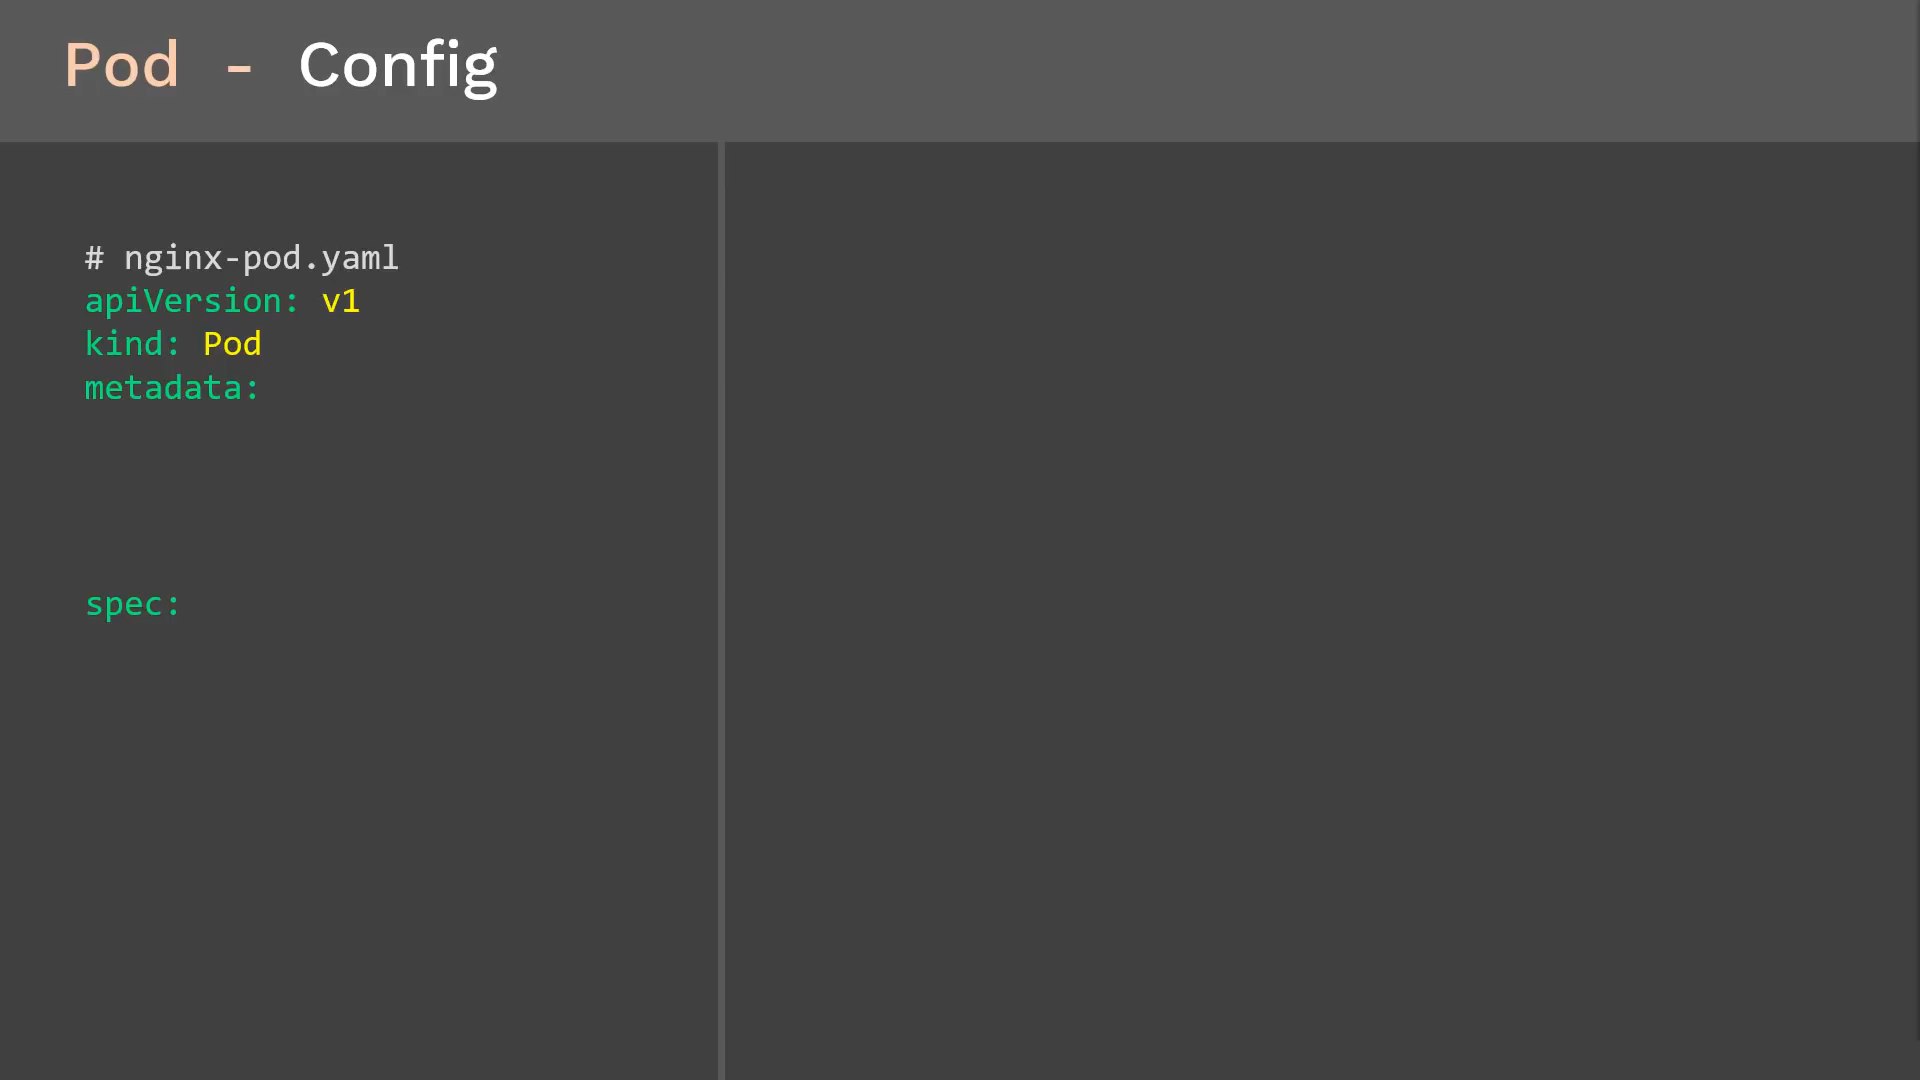 Pod - Config
# nginx-pod.yaml
apiVersion: v1
kind: Pod
metadata:
spec: